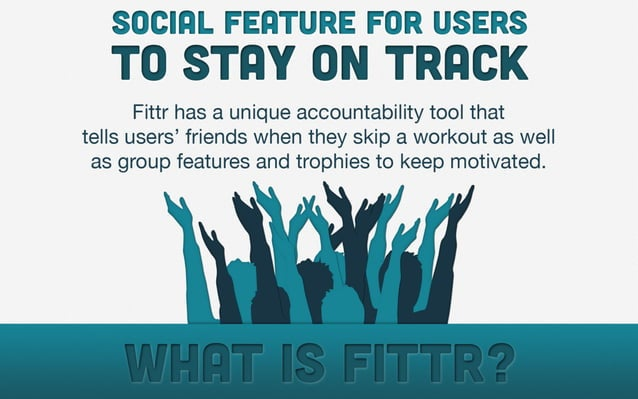 SOCIAL FEATURE FOR USERS
TO STAY ON TRACK
Fittr has a unique accountability tool that
tells users’ friends when they skip a workout as well
as group features and trophies to keep motivated.
WHAT IS FITTR?